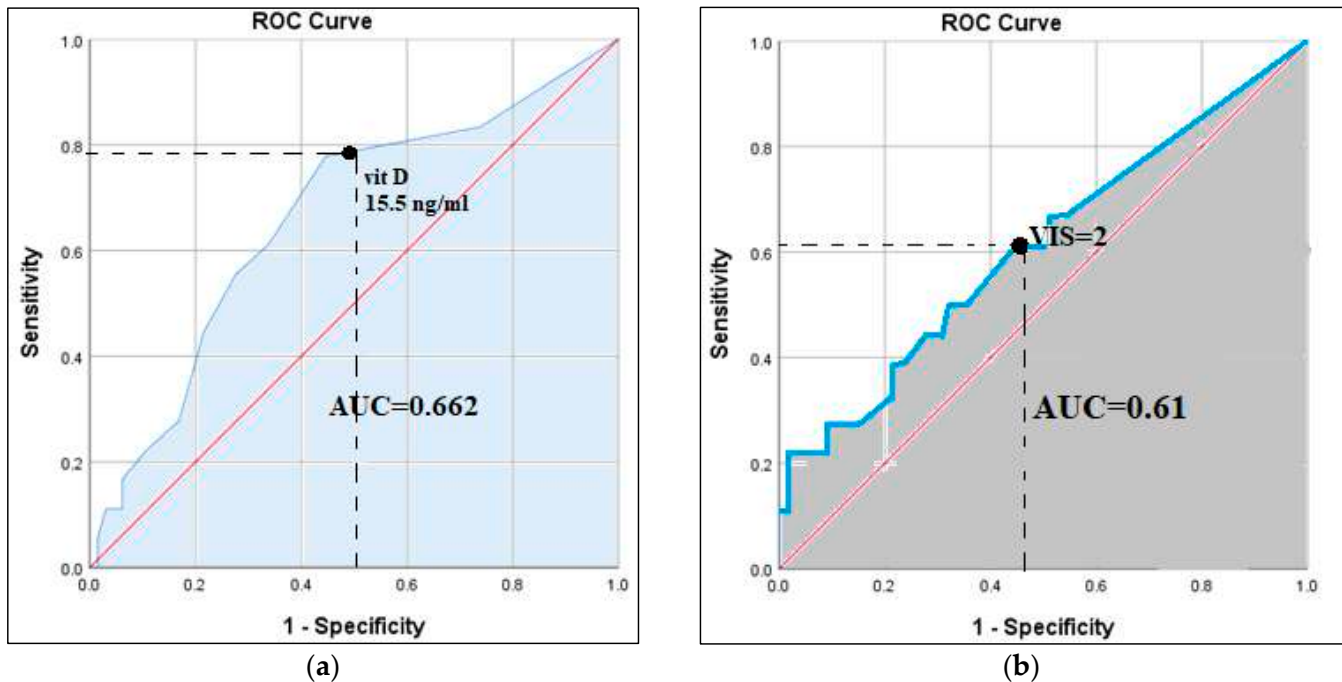 ROC Curve
1.0
0.8
0.6
0.4
0.2
0.0
Sensitivity
vit D
15.5 ng/ml
AUC=0.662
0.0 0.2 0.4 0.6 0.8 1.0
1 - Specificity
(a)
ROC Curve
1.0
0.8
0.6
0.4
0.2
0.0
Sensitivity
VIS=2
AUC=0.61
0.0 0.2 0.4 0.6 0.8 1.0
1 - Specificity
(b)